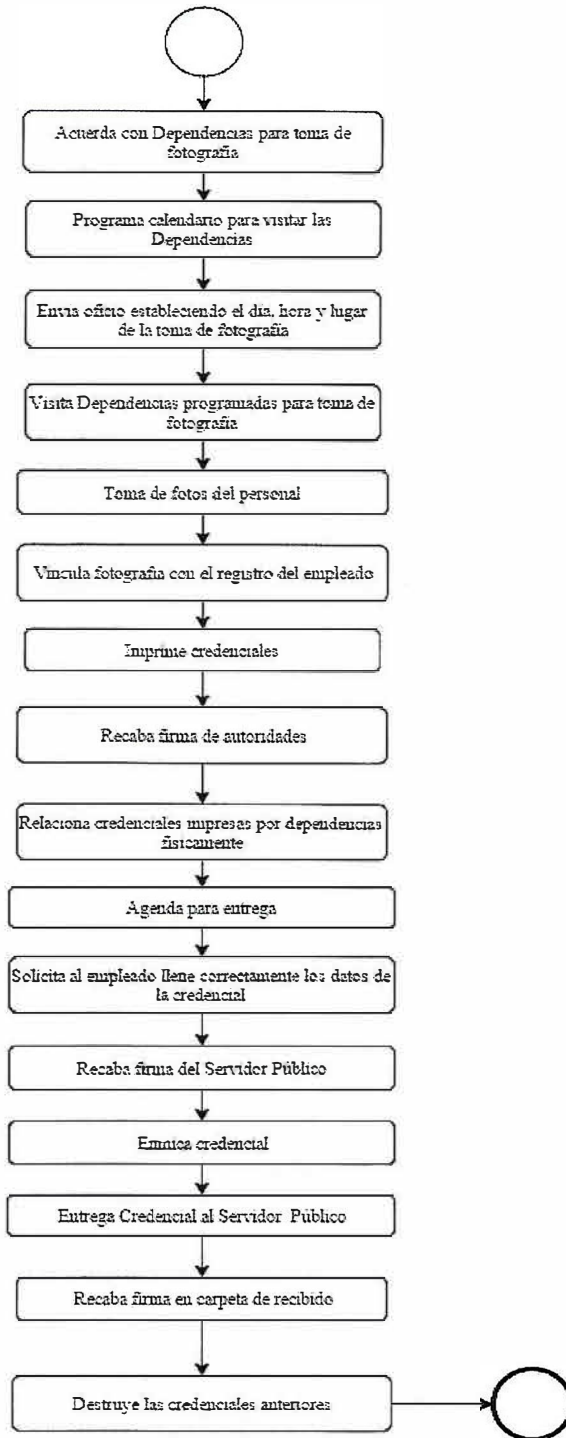 Acuerda con Dependencias para toma de
fotografía
Programa calendario para visitar las
Dependencias
Envia oficio estableciendo el día, hora y lugar
de la toma de fotografía
Visita Dependencias programadas para toma de
fotografía
Toma de fotos del personal
Vincula fotografía con el registro del empleado
Imprime credenciales
Recaba firma de autoridades
Relaciona credenciales impresas por dependencias
físicamente
Agenda para entrega
Solicita al empleado llene correctamente los datos de
la credencial
Recaba firma del Servidor Público
Enmica credencial
Entrega Credencial al Servidor Público
Recaba firma en carpeta de recibido
Destruye las credenciales anteriores